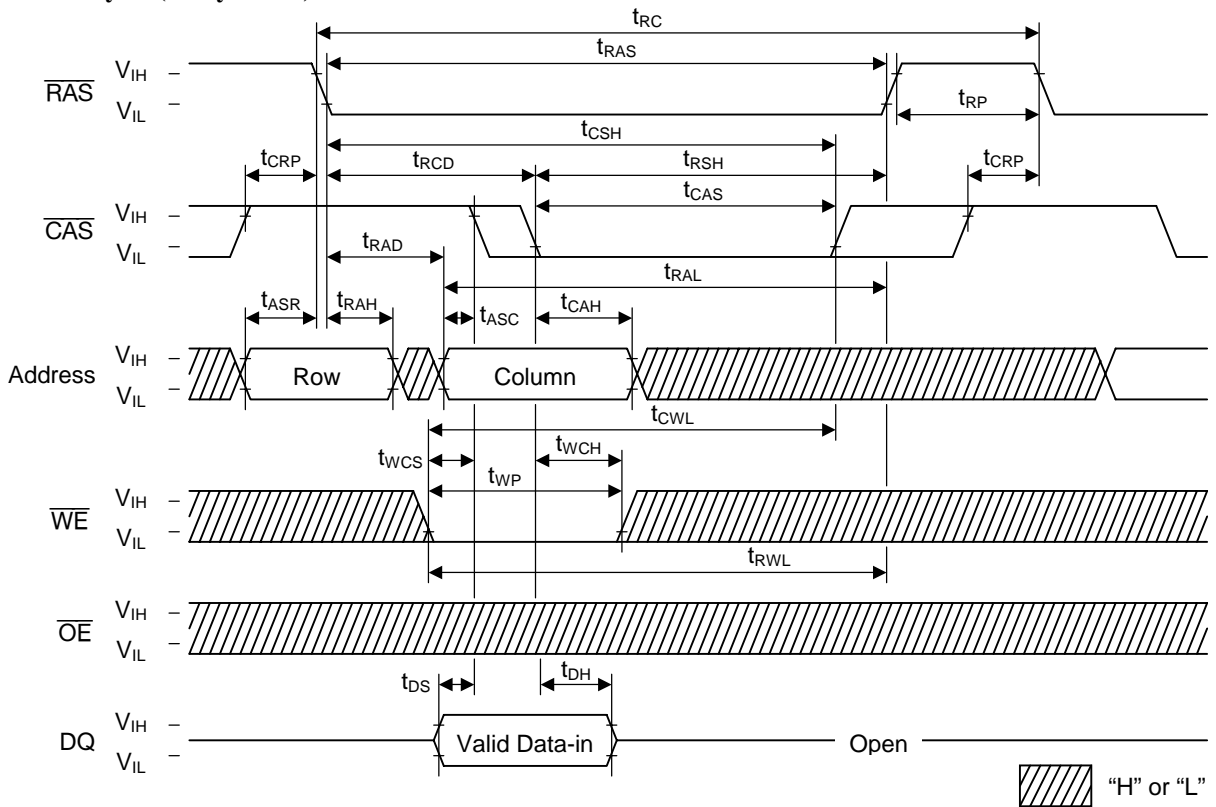 tRC
tRAS
RAS
VIH
VIL
tRP
tCSH
tCRP
tRCD
tRSH
tCRP
tCAS
CAS
VIH
VIL
tRAD
tRAL
tASR
tRAH
tASC
tCAH
Address
VIH
VIL
Row
Column
tCWL
tWCS
tWCH
tWP
WE
VIH
VIL
tRWL
OE
VIH
VIL
tDS
tDH
DQ
VIH
VIL
Valid Data-in
Open
“H” or “L”